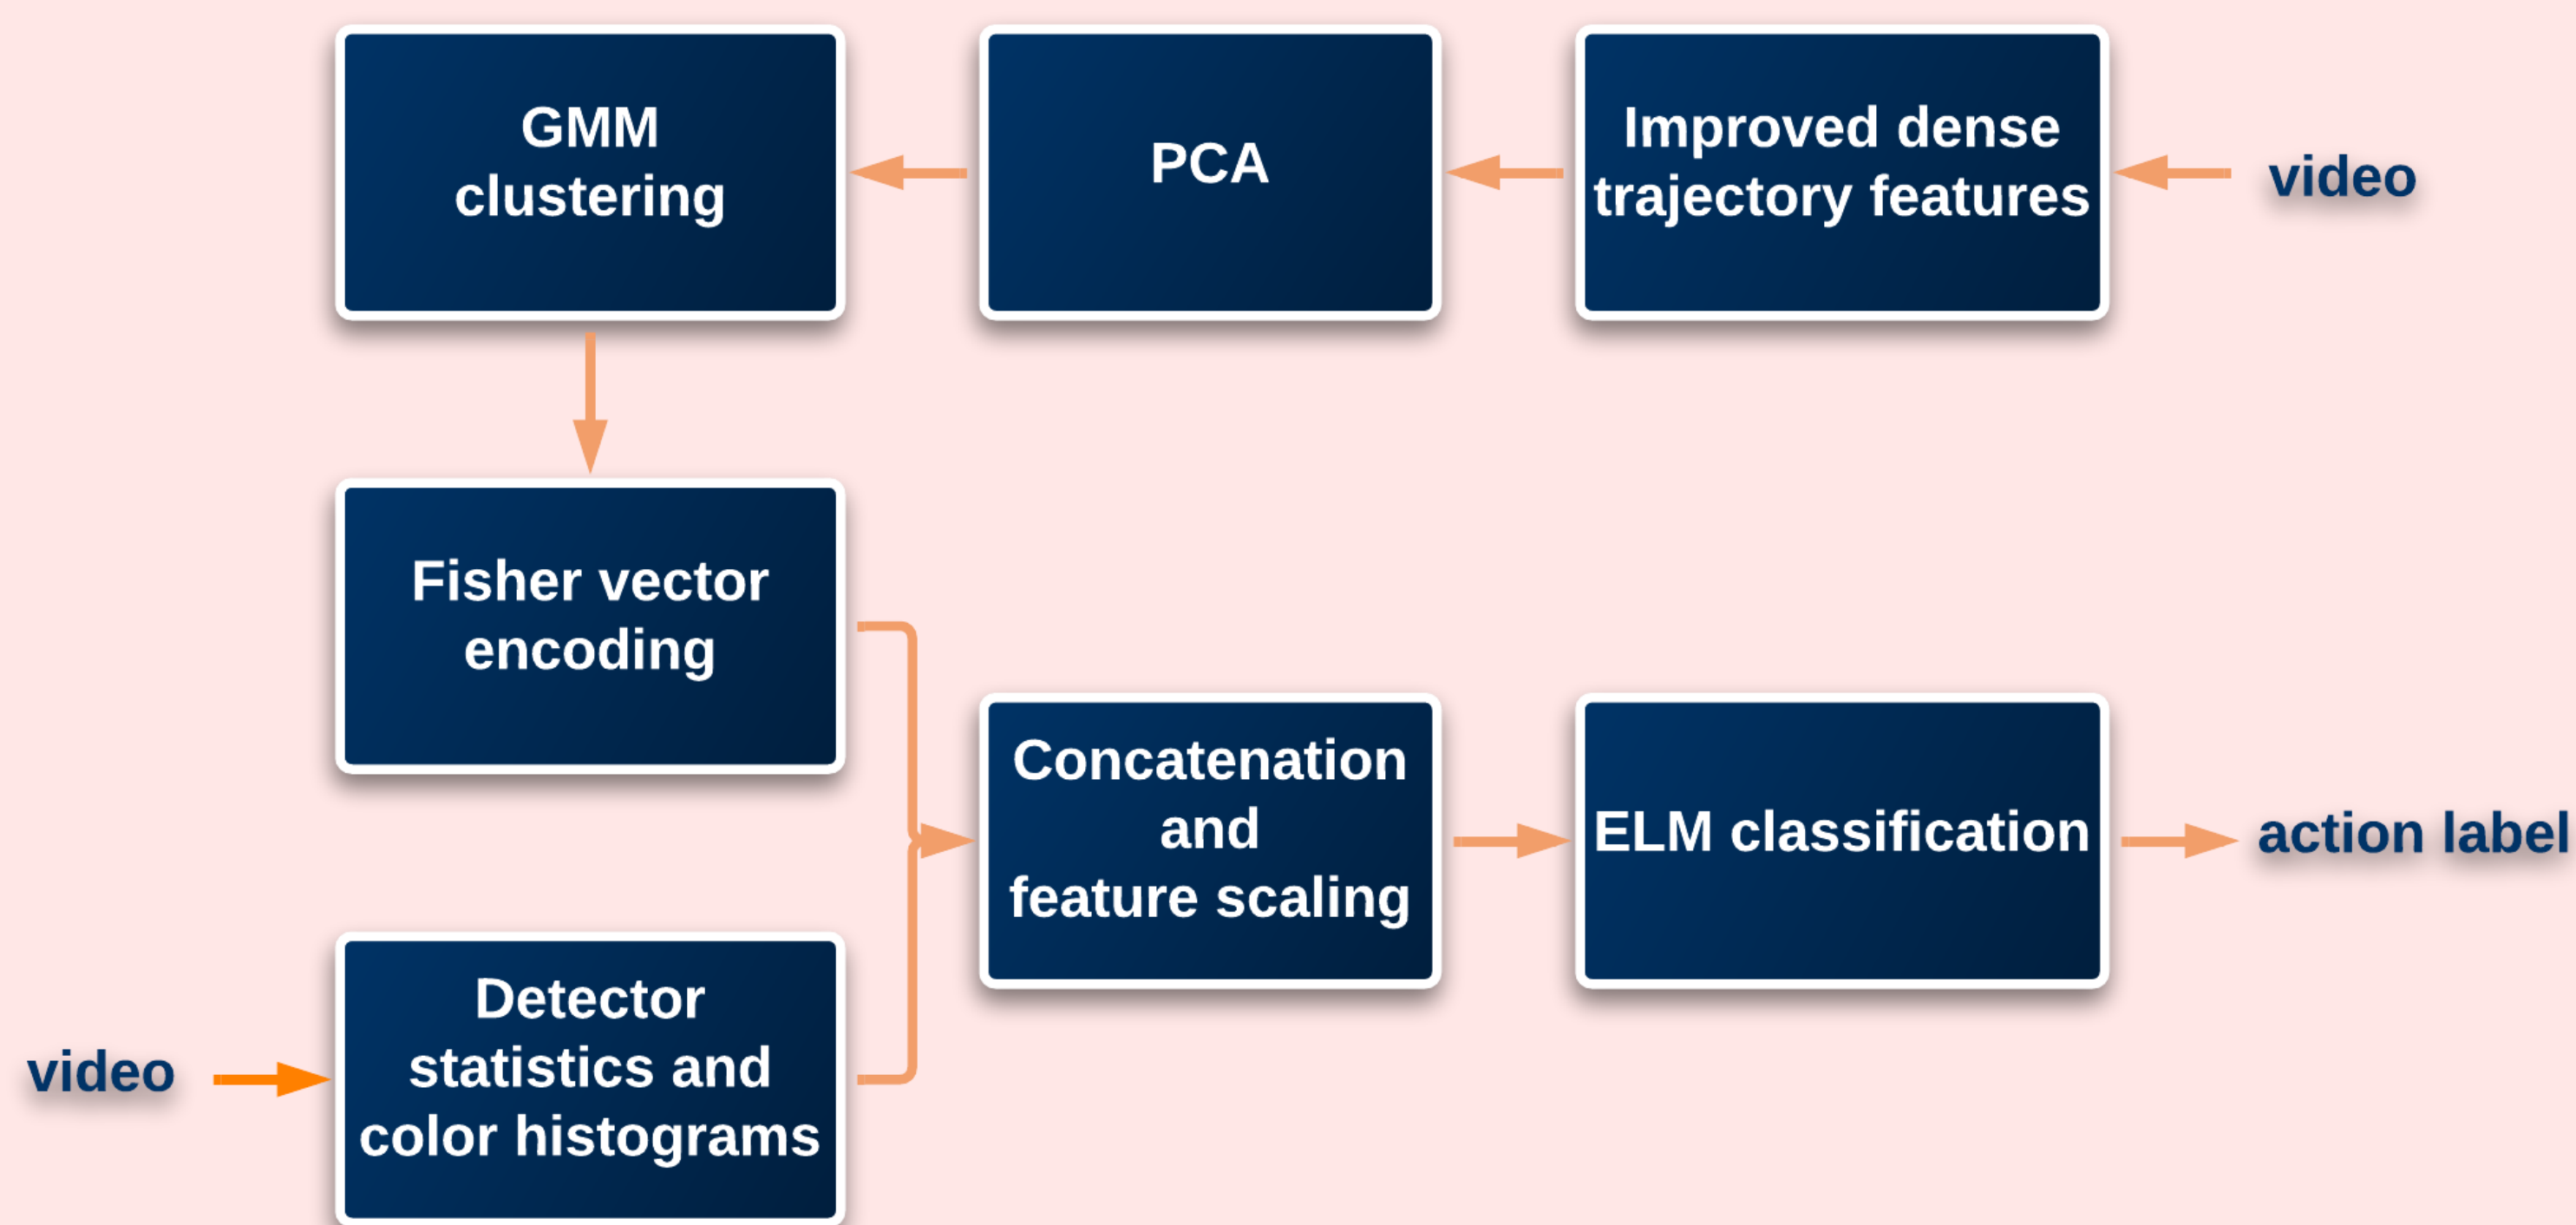 GMM
clustering
PCA
Improved dense
trajectory features
video
Fisher vector
encoding
Concatenation
and
feature scaling
ELM classification
action label
Detector
statistics and
color histograms
video